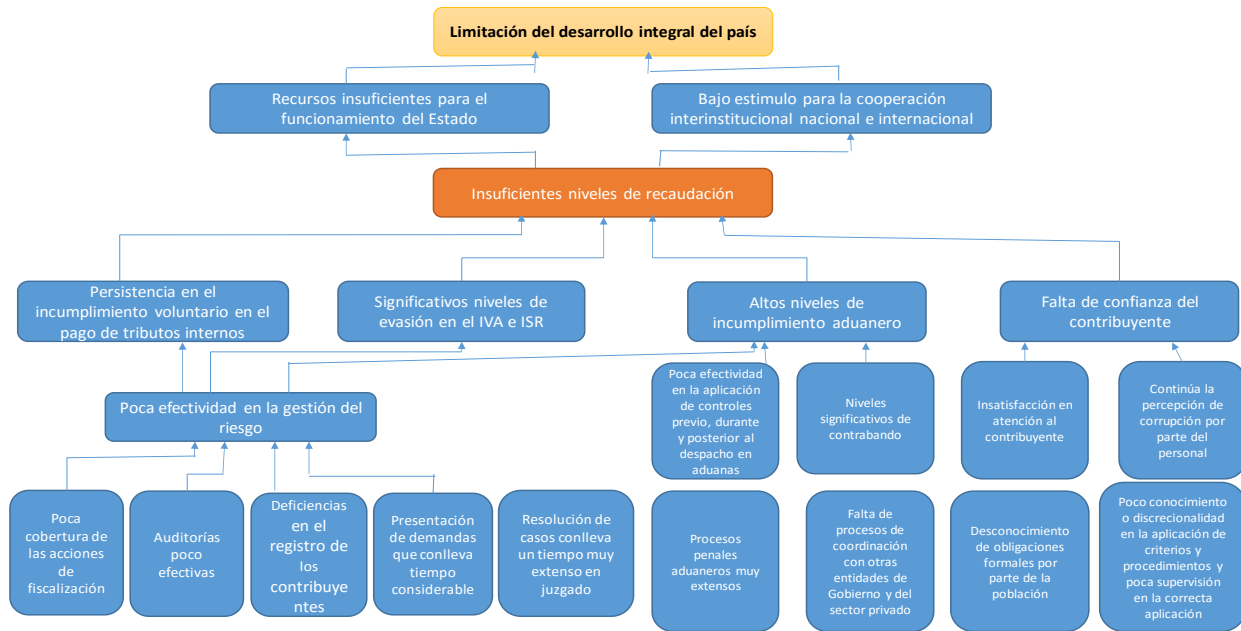 Limitación del desarrollo integral del país
Recursos insuficientes para el
funcionamiento del Estado
Bajo estimulo para la cooperación
interinstitucional nacional e internacional
Insuficientes niveles de recaudación
Persistencia en el
incumplimiento voluntario en el
pago de tributos internos
Significativos niveles de
evasión en el IVA e ISR
Altos niveles de
incumplimiento aduanero
Falta de confianza del
contribuyente
Poca efectividad en la gestión del
riesgo
Poca efectividad
en la aplicación
de controles
previo, durante
y posterior al
despacho en
aduanas
Niveles
significativos de
contrabando
Insatisfacción en
atención al
contribuyente
Continúa la
percepción de
corrupción por
parte del
personal
Poca
cobertura de
las acciones
de
fiscalización
Auditorías
poco
efectivas
Deficiencias
en el
registro de
los
contribuye
ntes
Presentación
de demandas
que conlleva
tiempo
considerable
Resolución de
casos conlleva
un tiempo muy
extenso en
juzgado
Procesos
penales
aduaneros muy
extensos
Falta de
procesos de
coordinación
con otras
entidades de
Gobierno y del
sector privado
Desconocimiento
de obligaciones
formales por
parte de la
población
Poco conocimiento
o discrecionalidad
en la aplicación de
criterios y
procedimientos y
poca supervisión
en la correcta
aplicación